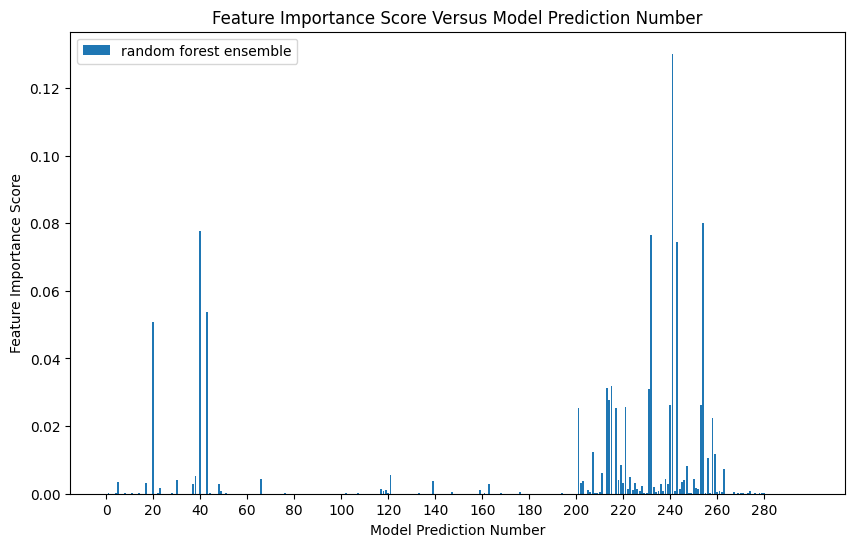 Feature Importance Score Versus Model Prediction Number
random forest ensemble
Feature Importance Score
0.12
0.10
0.08
0.06
0.04
0.02
0.00
0 20 40 60 80 100 120 140 160 180 200 220 240 260 280
Model Prediction Number